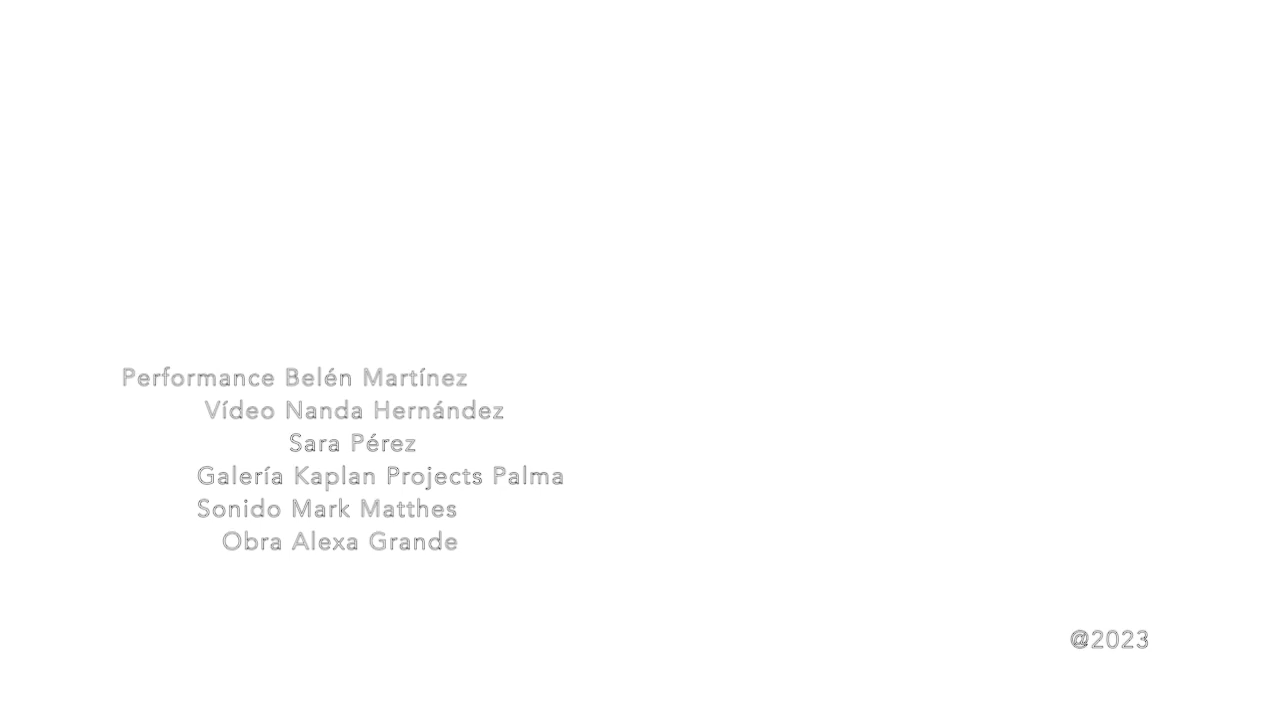 Performance Belén Martínez
Vídeo Nanda Hernández
Sara Pérez
Galería Kaplan Projects Palma
Sonido Mark Matthes
Obra Alexa Grande
@2023